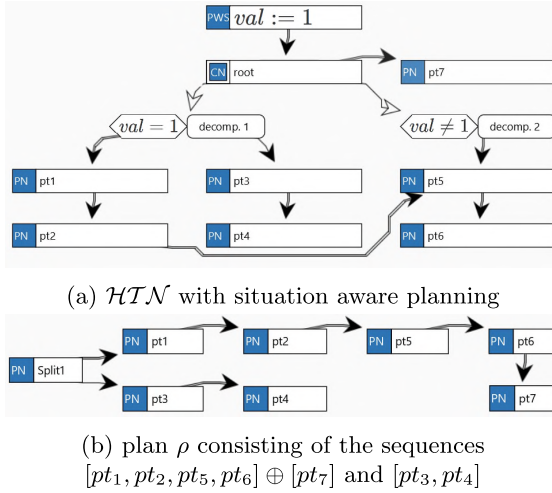 PWS val := 1
CN root
PN pt7
val = 1 decomp. 1
val ≠ 1 decomp. 2
PN pt1
PN pt3
PN pt5
PN pt2
PN pt4
PN pt6
(a) ℋ𝒯𝒩 with situation aware planning
PN pt1
PN pt2
PN pt5
PN pt6
PN Split1
PN pt3
PN pt4
PN pt7
(b) plan ρ consisting of the sequences
[pt₁, pt₂, pt₅, pt₆] ⊕ [pt₇] and [pt₃, pt₄]